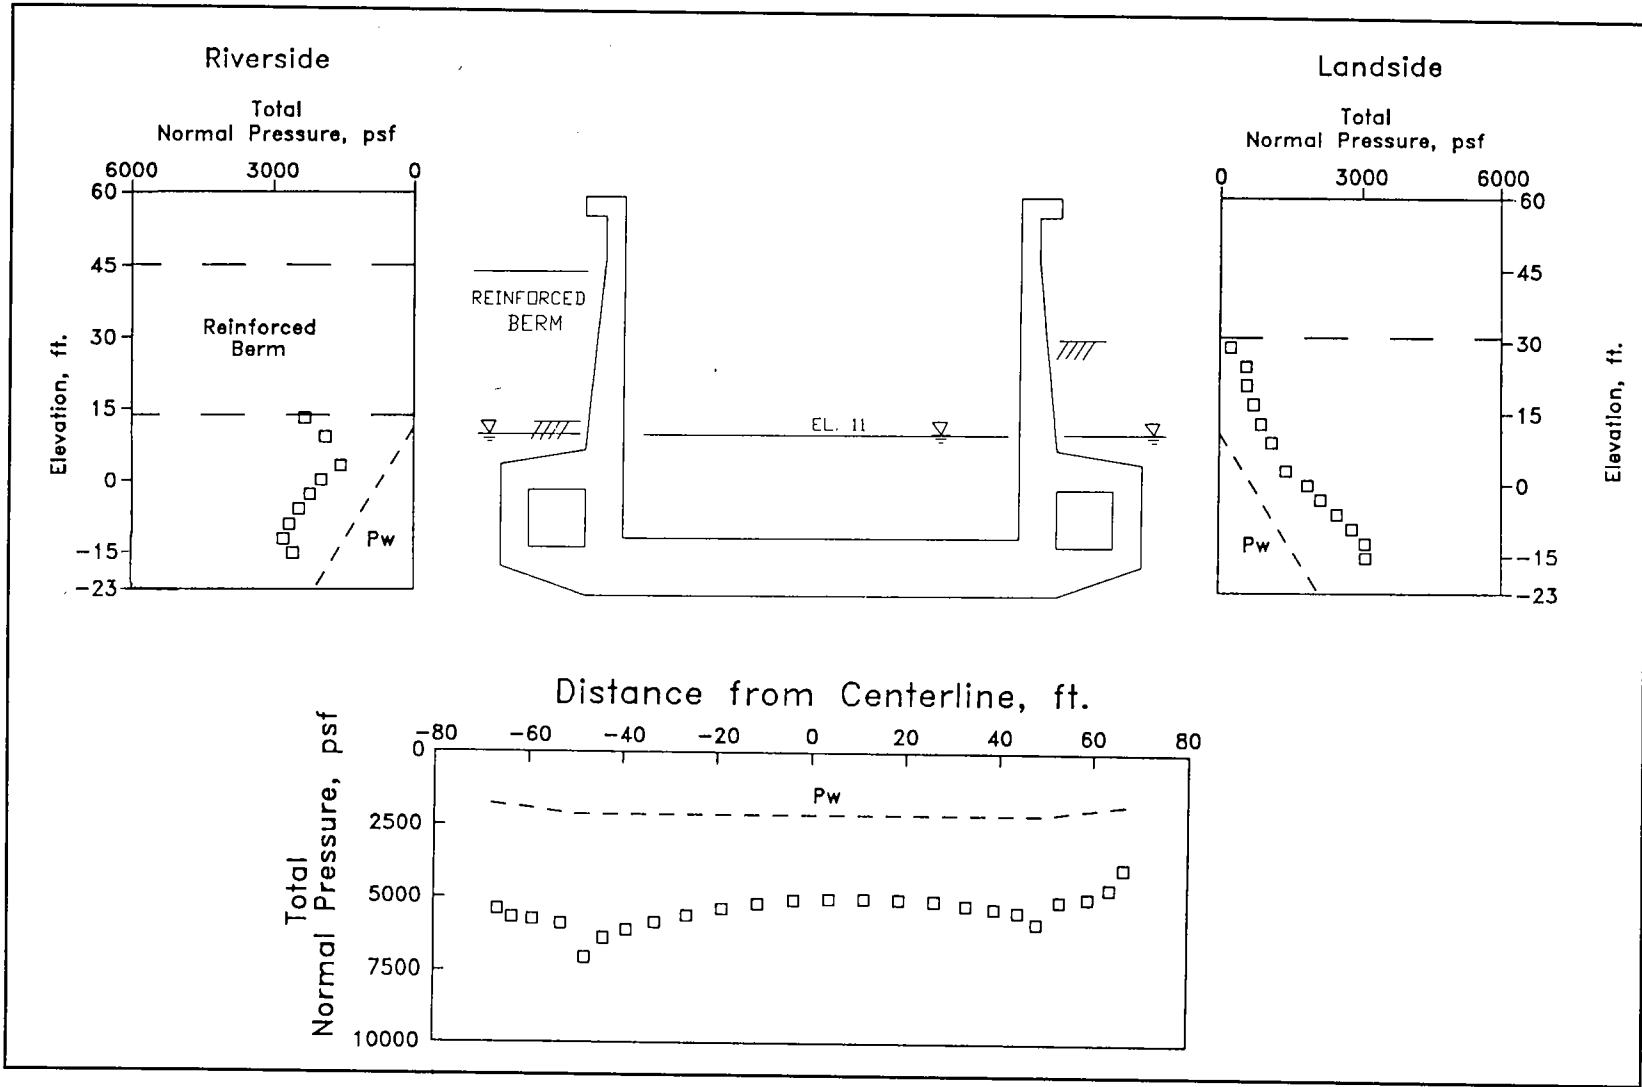 Riverside
Total
Normal Pressure, psf
6000 3000 0
60
45
30
15
0
-15
-23
Elevation, ft.
Reinforced
Berm
Pw
REINFORCED
BERM
EL. 11
Landside
Total
Normal Pressure, psf
0 3000 6000
60
45
30
15
0
-15
-23
Elevation, ft.
Pw
Distance from Centerline, ft.
-80 -60 -40 -20 0 20 40 60 80
Total
Normal Pressure, psf
0
2500
5000
7500
10000
Pw